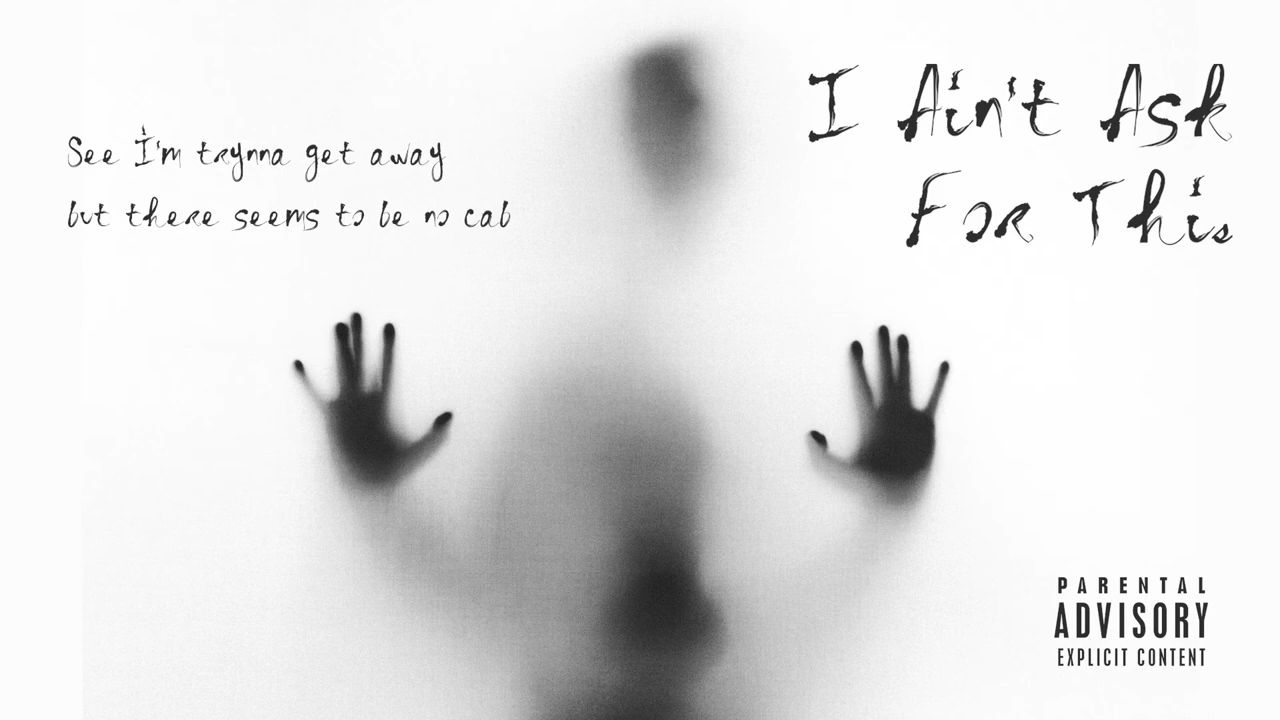 See I'm trynna get away
but there seems to be no cab
I Ain't Ask
For This
PARENTAL
ADVISORY
EXPLICIT CONTENT